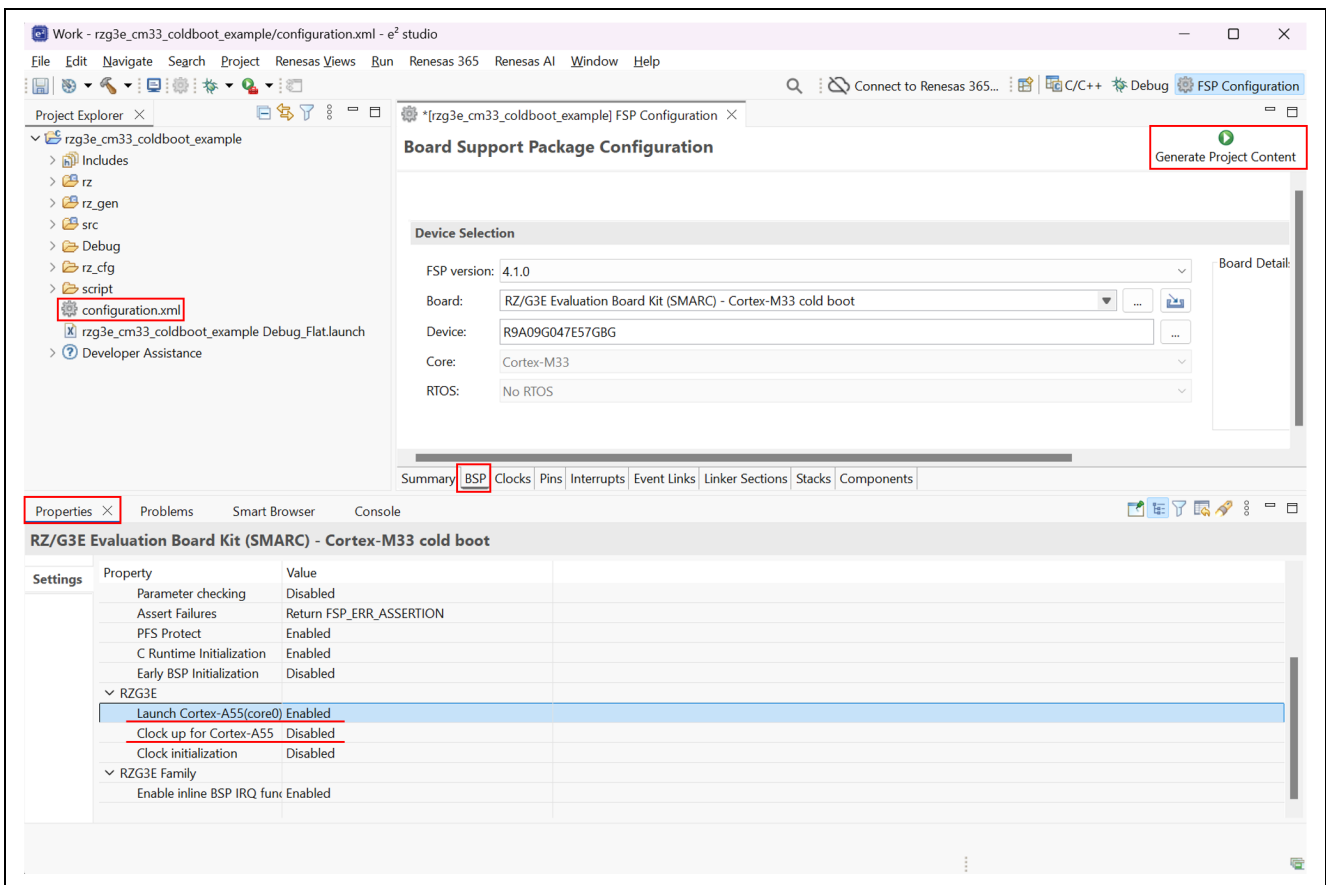 Work - rzg3e_cm33_coldboot_example/configuration.xml - e² studio
File Edit Navigate Search Project Renesas Views Run Renesas 365 Renesas AI Window Help
Connect to Renesas 365... C/C++ Debug FSP Configuration
Project Explorer
rzg3e_cm33_coldboot_example
Includes
rz
rz_gen
src
Debug
rz_cfg
script
configuration.xml
rzg3e_cm33_coldboot_example Debug_Flat.launch
Developer Assistance
*[rzg3e_cm33_coldboot_example] FSP Configuration
Board Support Package Configuration
Generate Project Content
Device Selection
FSP version: 4.1.0
Board Details
Board: RZ/G3E Evaluation Board Kit (SMARC) - Cortex-M33 cold boot ...
Device: R9A09G047E57GBG ...
Core: Cortex-M33
RTOS: No RTOS
Summary BSP Clocks Pins Interrupts Event Links Linker Sections Stacks Components
Properties Problems Smart Browser Console
RZ/G3E Evaluation Board Kit (SMARC) - Cortex-M33 cold boot
Settings
Property Value
Parameter checking Disabled
Assert Failures Return FSP_ERR_ASSERTION
PFS Protect Enabled
C Runtime Initialization Enabled
Early BSP Initialization Disabled
RZG3E
Launch Cortex-A55(core0) Enabled
Clock up for Cortex-A55 Disabled
Clock initialization Disabled
RZG3E Family
Enable inline BSP IRQ func Enabled